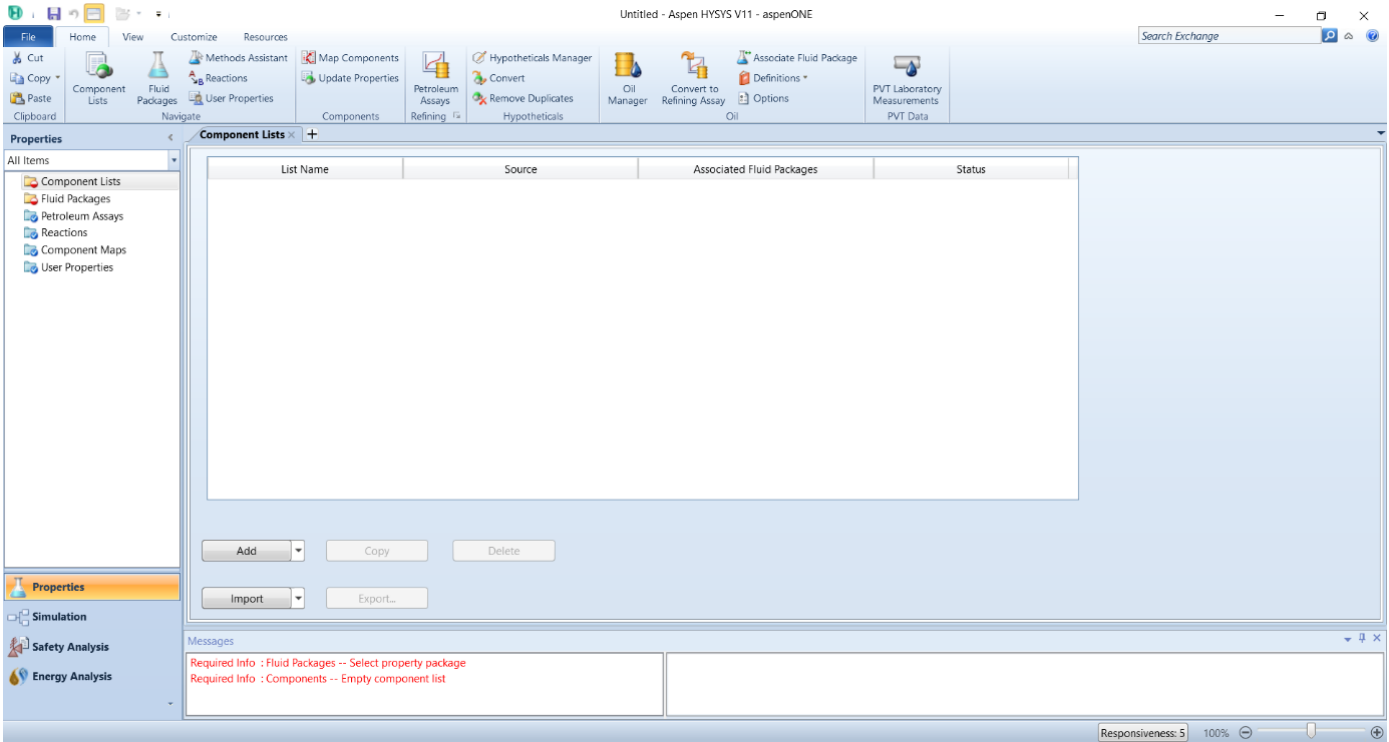 Untitled - Aspen HYSYS V11 - aspenONE
File Home View Customize Resources
Search Exchange
Cut
Copy
Paste
Clipboard
Component Lists
Fluid Packages
Methods Assistant
Reactions
User Properties
Navigate
Map Components
Update Properties
Components
Petroleum Assays
Refining
Hypotheticals Manager
Convert
Remove Duplicates
Hypotheticals
Oil Manager
Convert to Refining Assay
Associate Fluid Package
Definitions
Options
Oil
PVT Laboratory Measurements
PVT Data
Properties
All Items
Component Lists
Fluid Packages
Petroleum Assays
Reactions
Component Maps
User Properties
Properties
Simulation
Safety Analysis
Energy Analysis
Component Lists
List Name Source Associated Fluid Packages Status
Add Copy Delete
Import Export...
Messages
Required Info : Fluid Packages -- Select property package
Required Info : Components -- Empty component list
Responsiveness: 5 100%